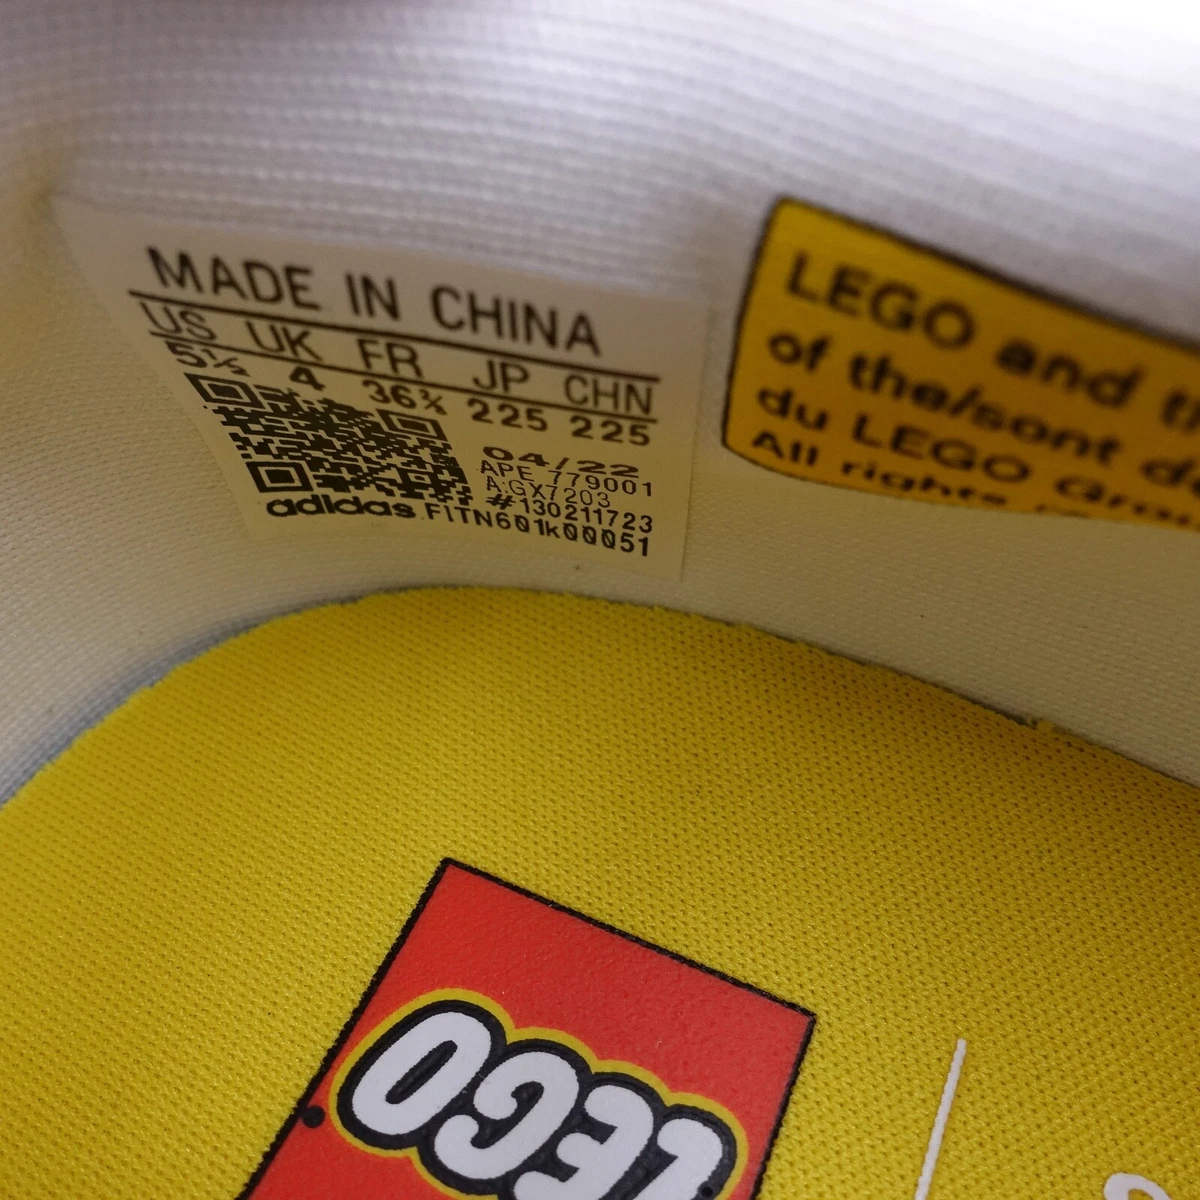 MADE IN CHINA
US UK FR JP CHN
5½ 4 36⅔ 225 225
04/22
APE 779001
A:GX7203
#130211723
adidas FITN601k00051
LEGO and
of the/sont
du LEGO
All rights
LEGO